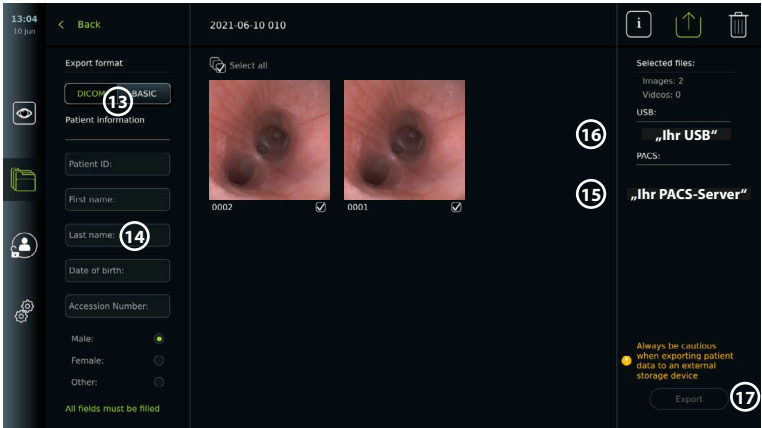 13:04
10 Jun
Back
2021-06-10 010
i
Export format
DICOM
BASIC
13
Patient information
Patient ID:
First name:
Last name:
14
Date of birth:
Accession Number:
Male:
Female:
Other:
All fields must be filled
Select all
0002
0001
Selected files:
Images: 2
Videos: 0
USB:
16
„Ihr USB“
PACS:
15
„Ihr PACS-Server“
Always be cautious
when exporting patient
data to an external
storage device
Export
17